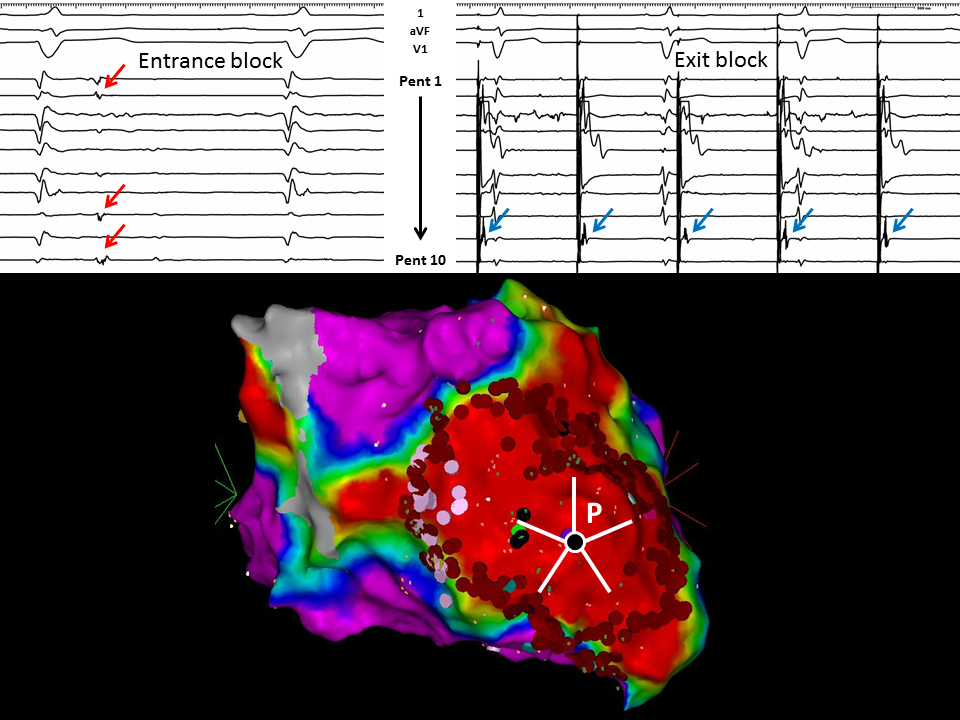 1
aVF
V1
Entrance block
Exit block
Pent 1
Pent 10
P